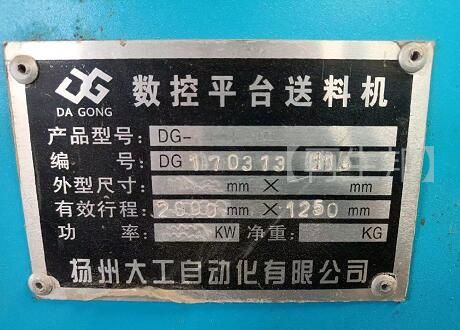 DG
DA GONG
数控平台送料机
产品型号: DG-
编 号: DG 170313
外型尺寸: mm × mm
有效行程: mm × 1250 mm
功 率: KW 净重: KG
扬州大工自动化有限公司